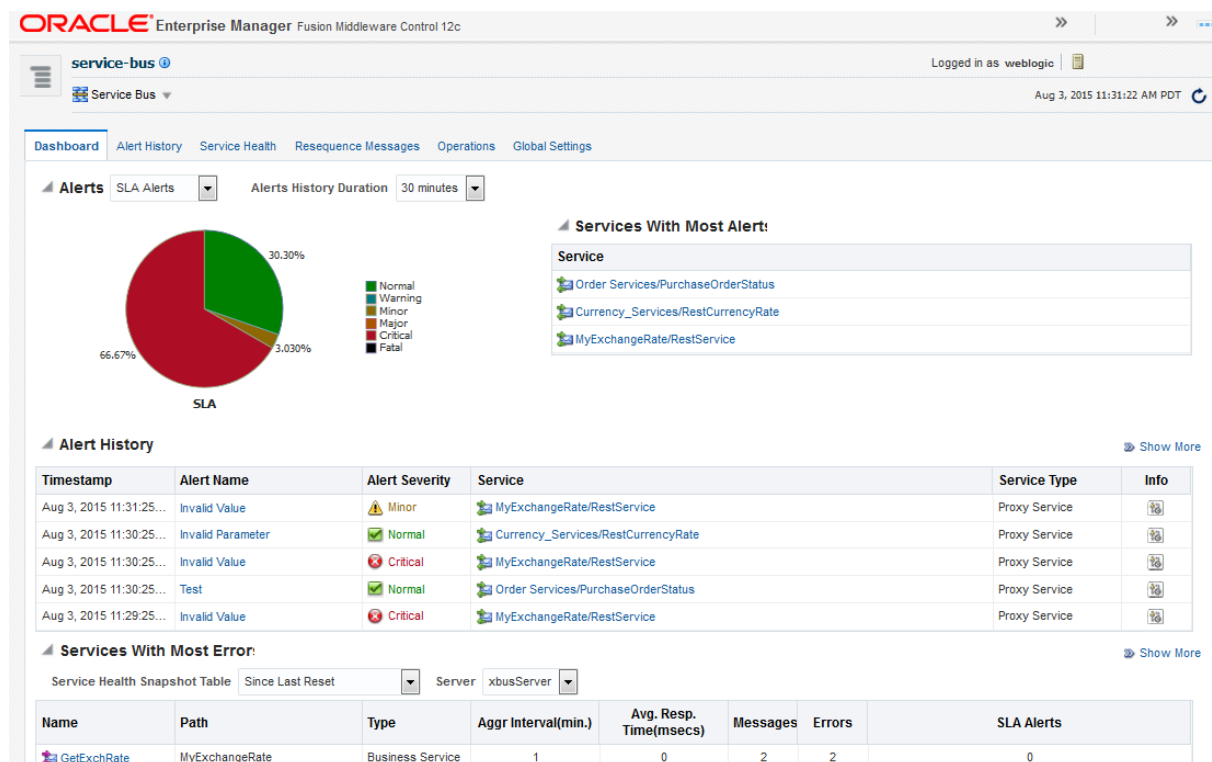 ORACLE Enterprise Manager Fusion Middleware Control 12c
service-bus
Logged in as weblogic
Service Bus
Aug 3, 2015 11:31:22 AM PDT
Dashboard Alert History Service Health Resequence Messages Operations Global Settings
Alerts SLA Alerts Alerts History Duration 30 minutes
Services With Most Alerts
Service
Order Services/PurchaseOrderStatus
Currency_Services/RestCurrencyRate
MyExchangeRate/RestService
30.30%
3.030%
66.67%
SLA
Normal
Warning
Minor
Major
Critical
Fatal
Alert History
Show More
Timestamp Alert Name Alert Severity Service Service Type Info
Aug 3, 2015 11:31:25... Invalid Value Minor MyExchangeRate/RestService Proxy Service
Aug 3, 2015 11:30:25... Invalid Parameter Normal Currency_Services/RestCurrencyRate Proxy Service
Aug 3, 2015 11:30:25... Invalid Value Critical MyExchangeRate/RestService Proxy Service
Aug 3, 2015 11:30:25... Test Normal Order Services/PurchaseOrderStatus Proxy Service
Aug 3, 2015 11:29:25... Invalid Value Critical MyExchangeRate/RestService Proxy Service
Services With Most Error
Show More
Service Health Snapshot Table Since Last Reset Server xbusServer
Name Path Type Aggr Interval(min.) Avg. Resp. Time(msecs) Messages Errors SLA Alerts
GetExchRate MyExchangeRate Business Service 1 0 2 2 0